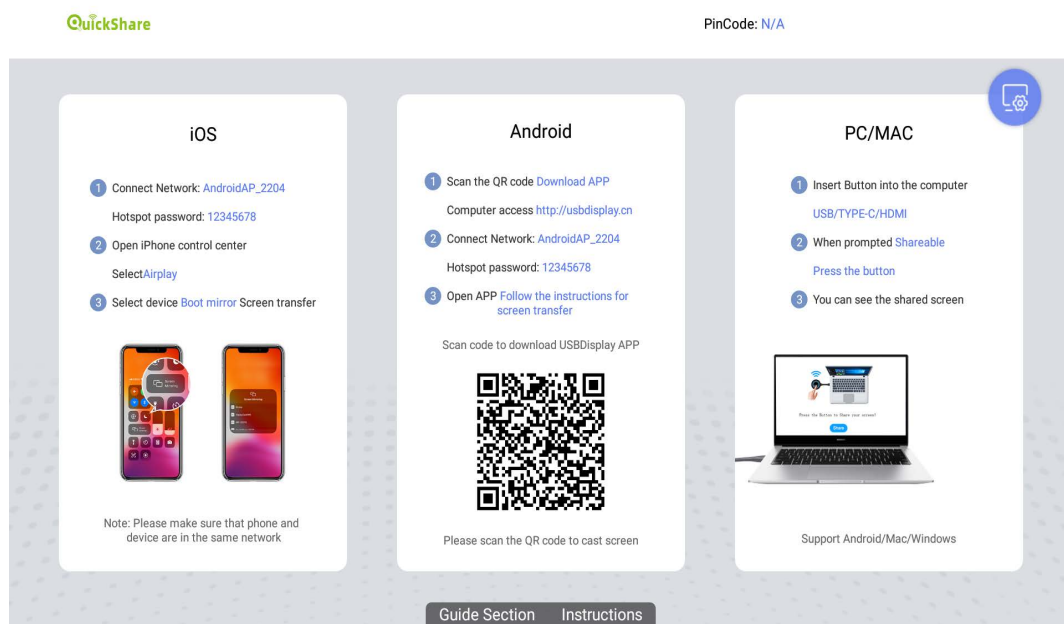 QuickShare
PinCode: N/A
iOS
1 Connect Network: AndroidAP_2204
Hotspot password: 12345678
2 Open iPhone control center
SelectAirplay
3 Select device Boot mirror Screen transfer
Note: Please make sure that phone and
device are in the same network
Android
1 Scan the QR code Download APP
Computer access http://usbdisplay.cn
2 Connect Network: AndroidAP_2204
Hotspot password: 12345678
3 Open APP Follow the instructions for
screen transfer
Scan code to download USBDisplay APP
Please scan the QR code to cast screen
PC/MAC
1 Insert Button into the computer
USB/TYPE-C/HDMI
2 When prompted Shareable
Press the button
3 You can see the shared screen
Press the Button to Share your screen!
Share
Support Android/Mac/Windows
Guide Section Instructions